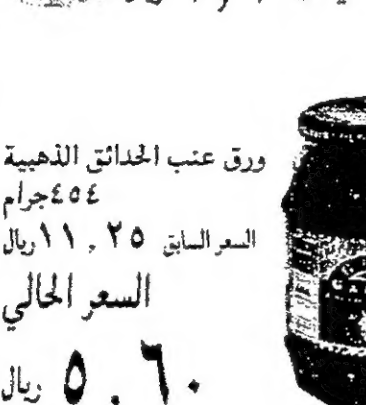 ورق عنب الحدائق الذهبية
٤٥٤جرام
السعر السابق ١١.٢٥ ريال
السعر الحالي
٥.٦٠ ريال